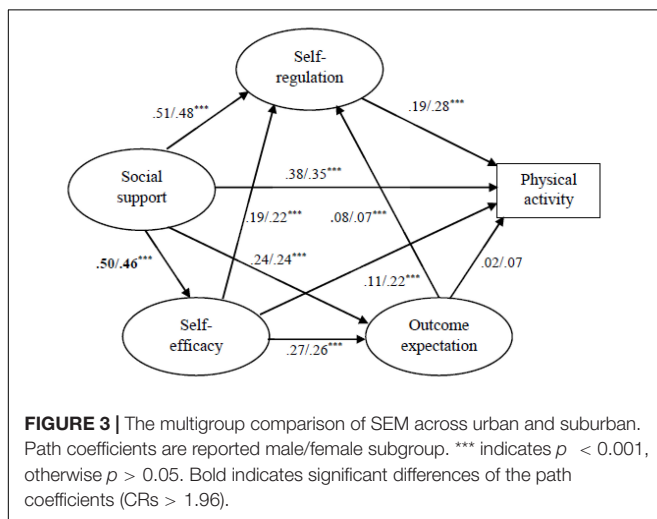 Self-
regulation
.51/.48***
.19/.28***
Social
support
.38/.35***
Physical
activity
.19/.22***
.08/.07***
.50/.46***
.24/.24***
.11/.22***
.02/.07
Self-
efficacy
.27/.26***
Outcome
expectation
FIGURE 3 | The multigroup comparison of SEM across urban and suburban.
Path coefficients are reported male/female subgroup. *** indicates p < 0.001,
otherwise p > 0.05. Bold indicates significant differences of the path
coefficients (CRs > 1.96).